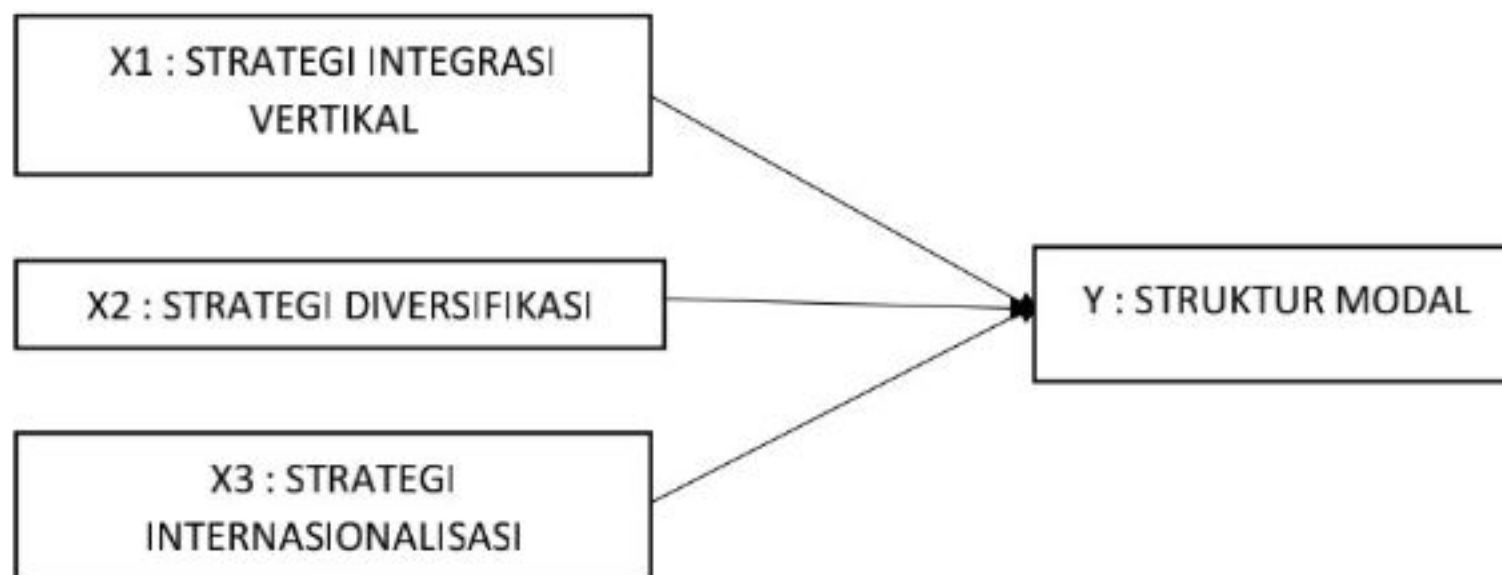 X1 : STRATEGI INTEGRASI
VERTIKAL
X2 : STRATEGI DIVERSIFIKASI
Y : STRUKTUR MODAL
X3 : STRATEGI
INTERNASIONALISASI